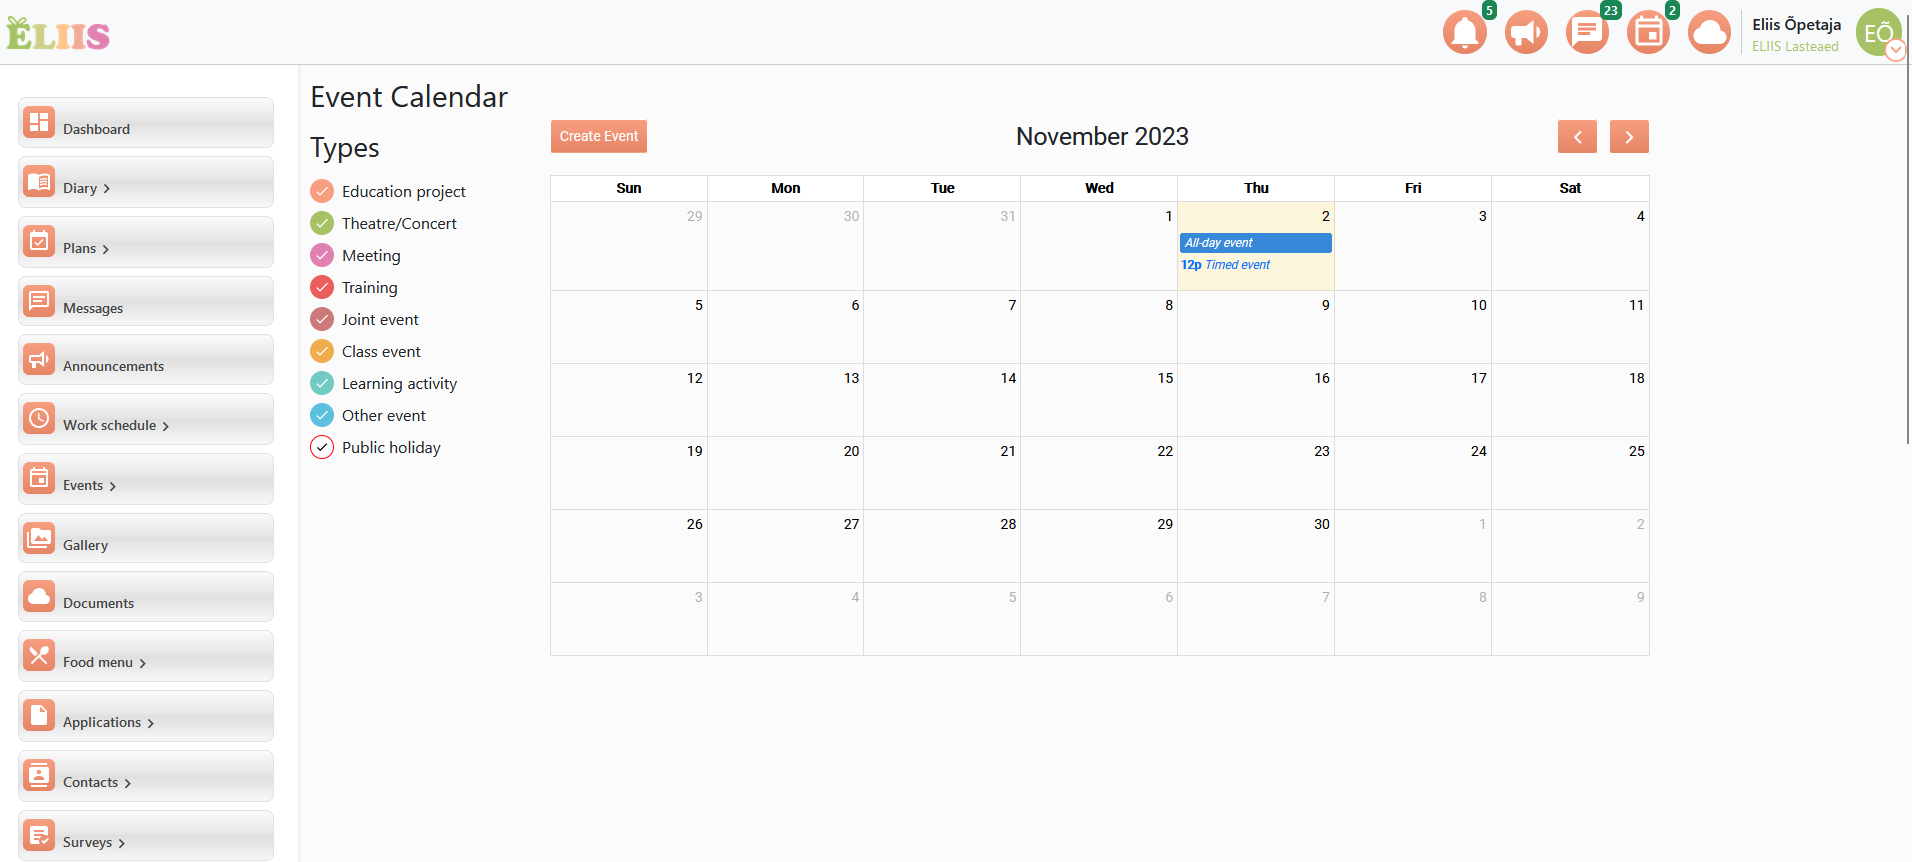 ELIIS
5
23
2
Eliis Õpetaja
ELIIS Lasteaed
EÕ
Dashboard
Diary
Plans
Messages
Announcements
Work schedule
Events
Gallery
Documents
Food menu
Applications
Contacts
Surveys
Event Calendar
Types
Education project
Theatre/Concert
Meeting
Training
Joint event
Class event
Learning activity
Other event
Public holiday
Create Event
November 2023
Sun Mon Tue Wed Thu Fri Sat
29 30 31 1 2 3 4
All-day event
12p Timed event
5 6 7 8 9 10 11
12 13 14 15 16 17 18
19 20 21 22 23 24 25
26 27 28 29 30 1 2
3 4 5 6 7 8 9